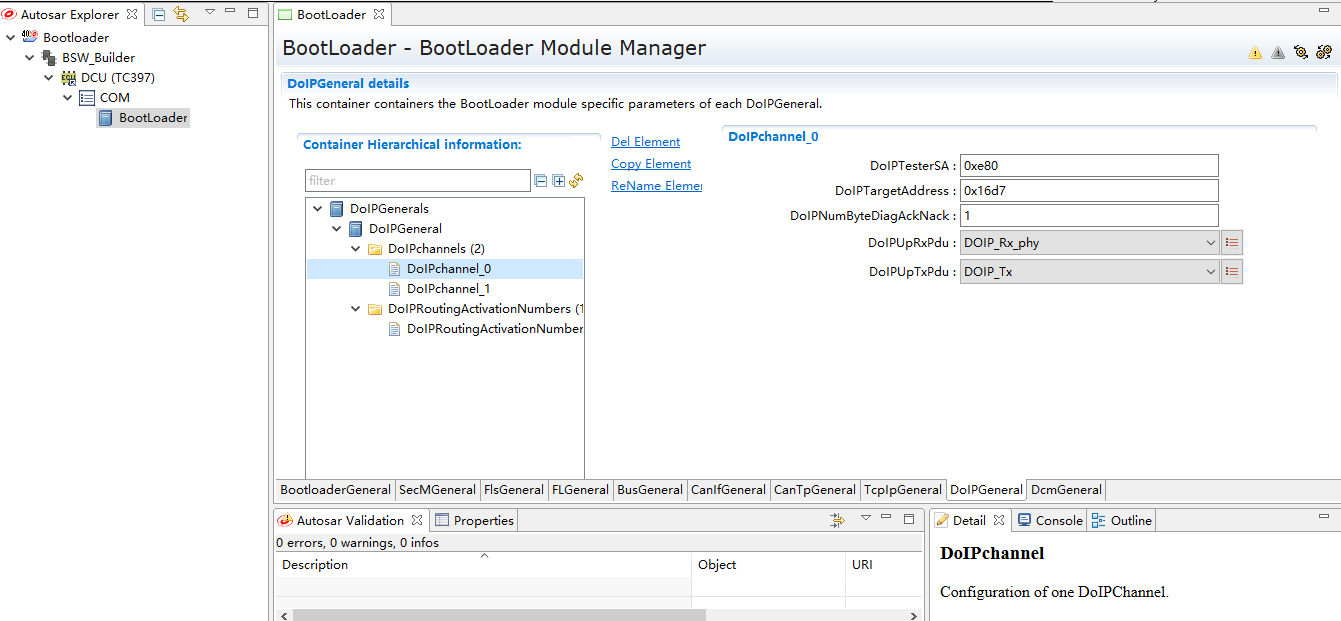 Autosar Explorer
Bootloader
BSW_Builder
DCU (TC397)
COM
BootLoader
BootLoader
BootLoader - BootLoader Module Manager
DoIPGeneral details
This container containers the BootLoader module specific parameters of each DoIPGeneral.
Container Hierarchical information:
filter
DoIPGenerals
DoIPGeneral
DoIPchannels (2)
DoIPchannel_0
DoIPchannel_1
DoIPRoutingActivationNumbers (1
DoIPRoutingActivationNumber
Del Element
Copy Element
ReName Elemer
DoIPchannel_0
DoIPTesterSA : 0xe80
DoIPTargetAddress : 0x16d7
DoIPNumByteDiagAckNack : 1
DoIPUpRxPdu : DOIP_Rx_phy
DoIPUpTxPdu : DOIP_Tx
BootloaderGeneral SecMGeneral FlsGeneral FLGeneral BusGeneral CanIfGeneral CanTpGeneral TcpIpGeneral DoIPGeneral DcmGeneral
Autosar Validation Properties
0 errors, 0 warnings, 0 infos
Description Object URI
Detail Console Outline
DoIPchannel
Configuration of one DoIPChannel.